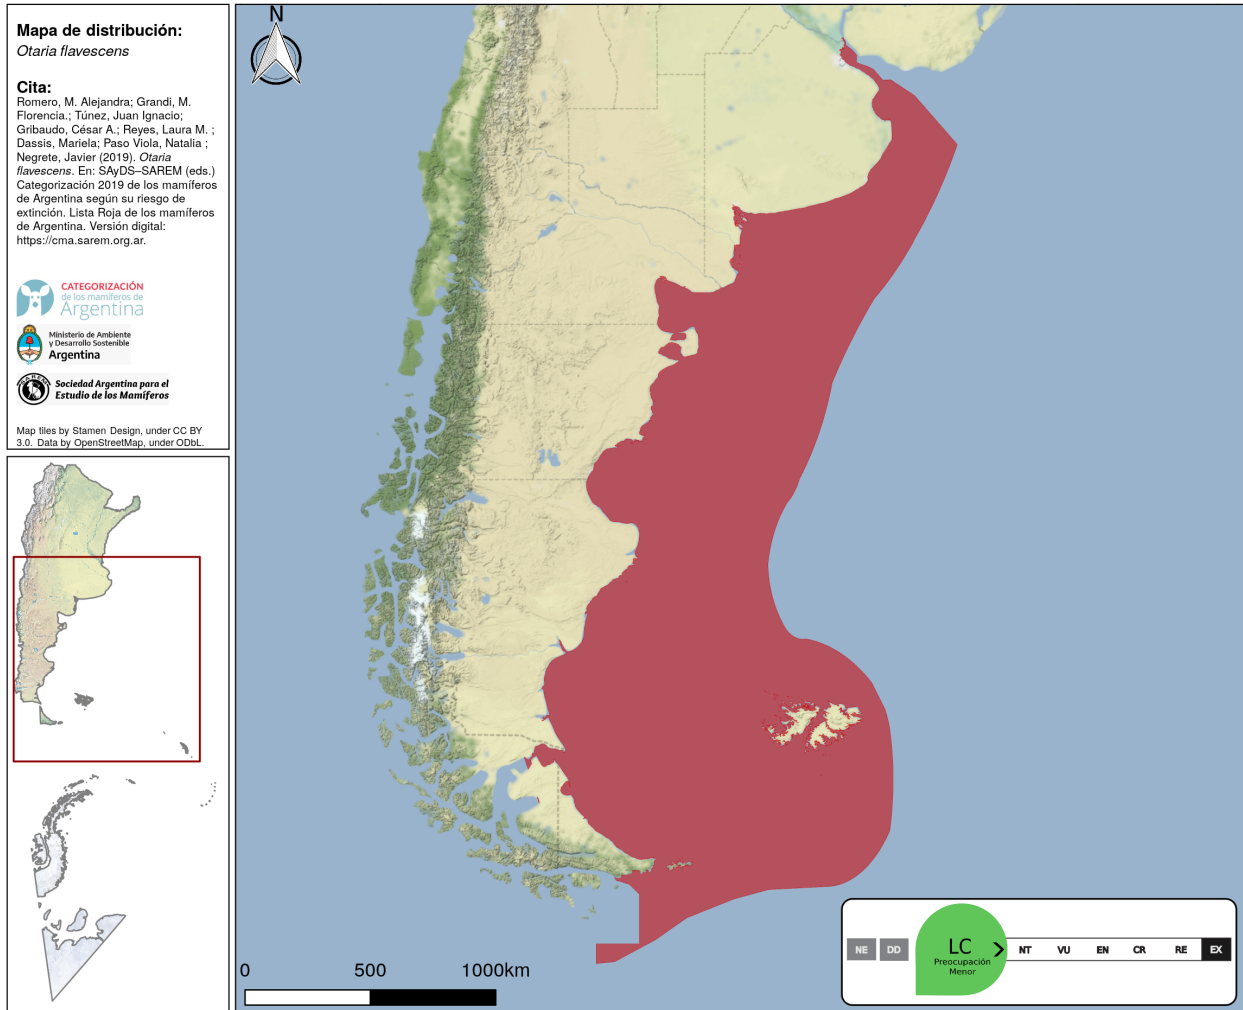 Mapa de distribución:
Otaria flavescens
Cita:
Romero, M. Alejandra; Grandi, M.
Florencia.; Túnez, Juan Ignacio;
Gribaudo, César A.; Reyes, Laura M. ;
Dassis, Mariela; Paso Viola, Natalia ;
Negrete, Javier (2019). Otaria
flavescens. En: SAyDS–SAREM (eds.)
Categorización 2019 de los mamíferos
de Argentina según su riesgo de
extinción. Lista Roja de los mamíferos
de Argentina. Versión digital:
https://cma.sarem.org.ar.
CATEGORIZACIÓN
de los mamíferos de
Argentina
Ministerio de Ambiente
y Desarrollo Sostenible
Argentina
SAREM
Sociedad Argentina para el
Estudio de los Mamíferos
Map tiles by Stamen Design, under CC BY
3.0. Data by OpenStreetMap, under ODbL.
N
0 500 1000km
NE DD LC NT VU EN CR RE EX
Preocupación
Menor